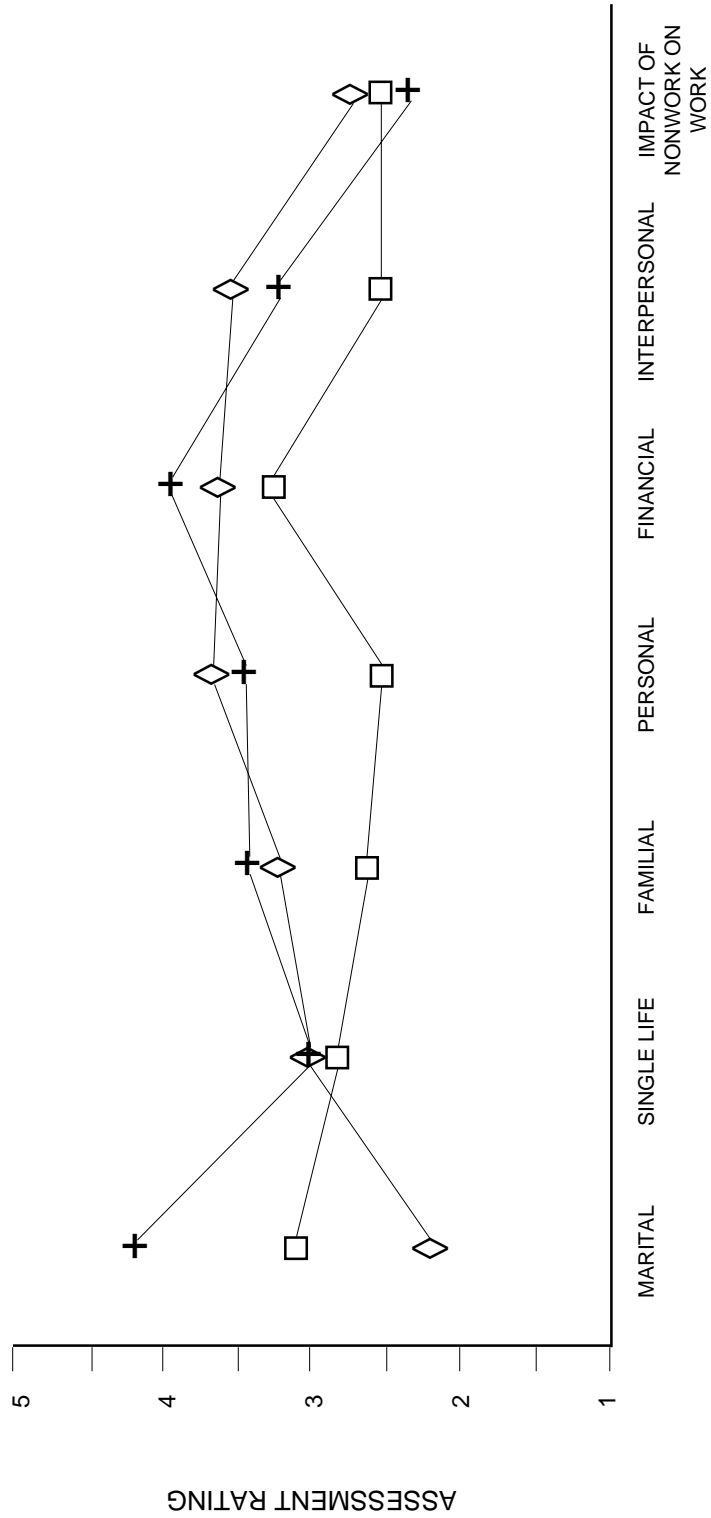 ASSESSMENT RATING
5
4
3
2
1
MARITAL
SINGLE LIFE
FAMILIAL
PERSONAL
FINANCIAL
INTERPERSONAL
IMPACT OF
NONWORK ON
WORK